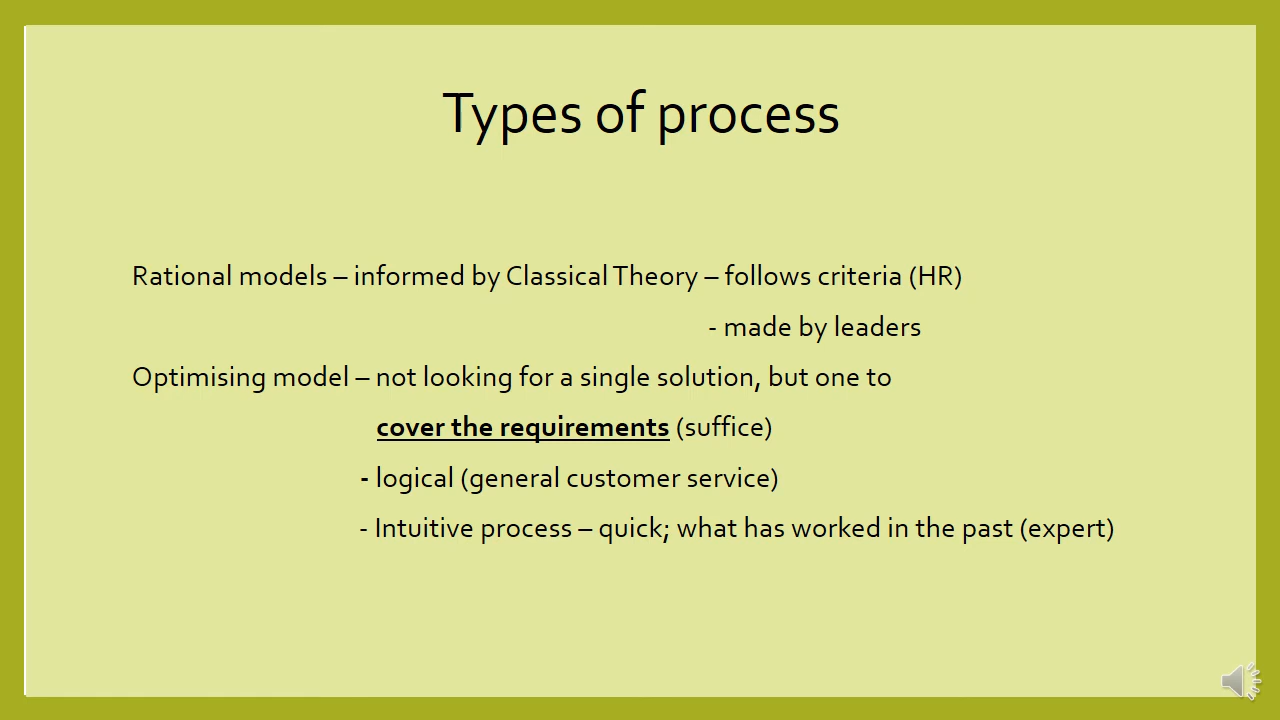 Types of process
Rational models – informed by Classical Theory – follows criteria (HR)
- made by leaders
Optimising model – not looking for a single solution, but one to
cover the requirements (suffice)
- logical (general customer service)
- Intuitive process – quick; what has worked in the past (expert)